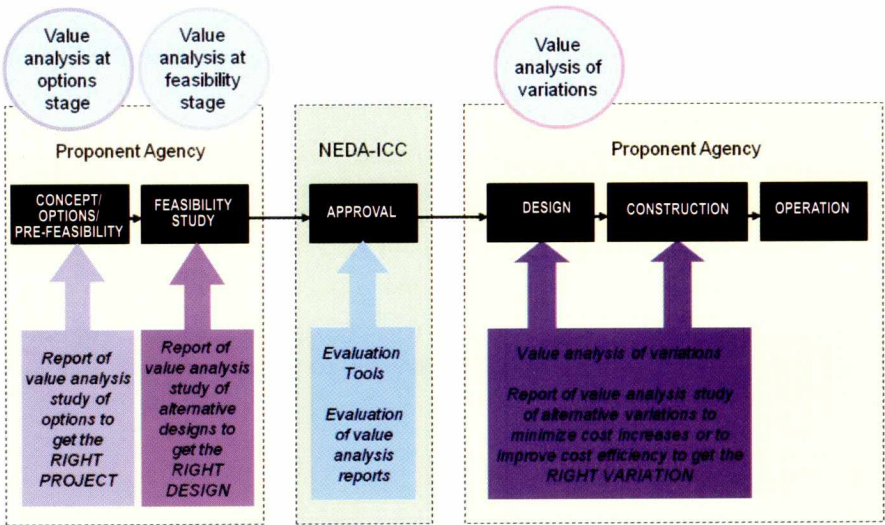 Value
analysis at
options
stage
Value
analysis at
feasibility
stage
Value
analysis of
variations
Proponent Agency
NEDA-ICC
Proponent Agency
CONCEPT/
OPTIONS/
PRE-FEASIBILITY
FEASIBILITY
STUDY
APPROVAL
DESIGN
CONSTRUCTION
OPERATION
Report of
value analysis
study of
options to
get the
RIGHT
PROJECT
Report of
value analysis
study of
alternative
designs to
get the
RIGHT
DESIGN
Evaluation
Tools
Evaluation
of value
analysis
reports
Value analysis of variations
Report of value analysis study
of alternative variations to
minimize cost increases or to
improve cost efficiency to get the
RIGHT VARIATION